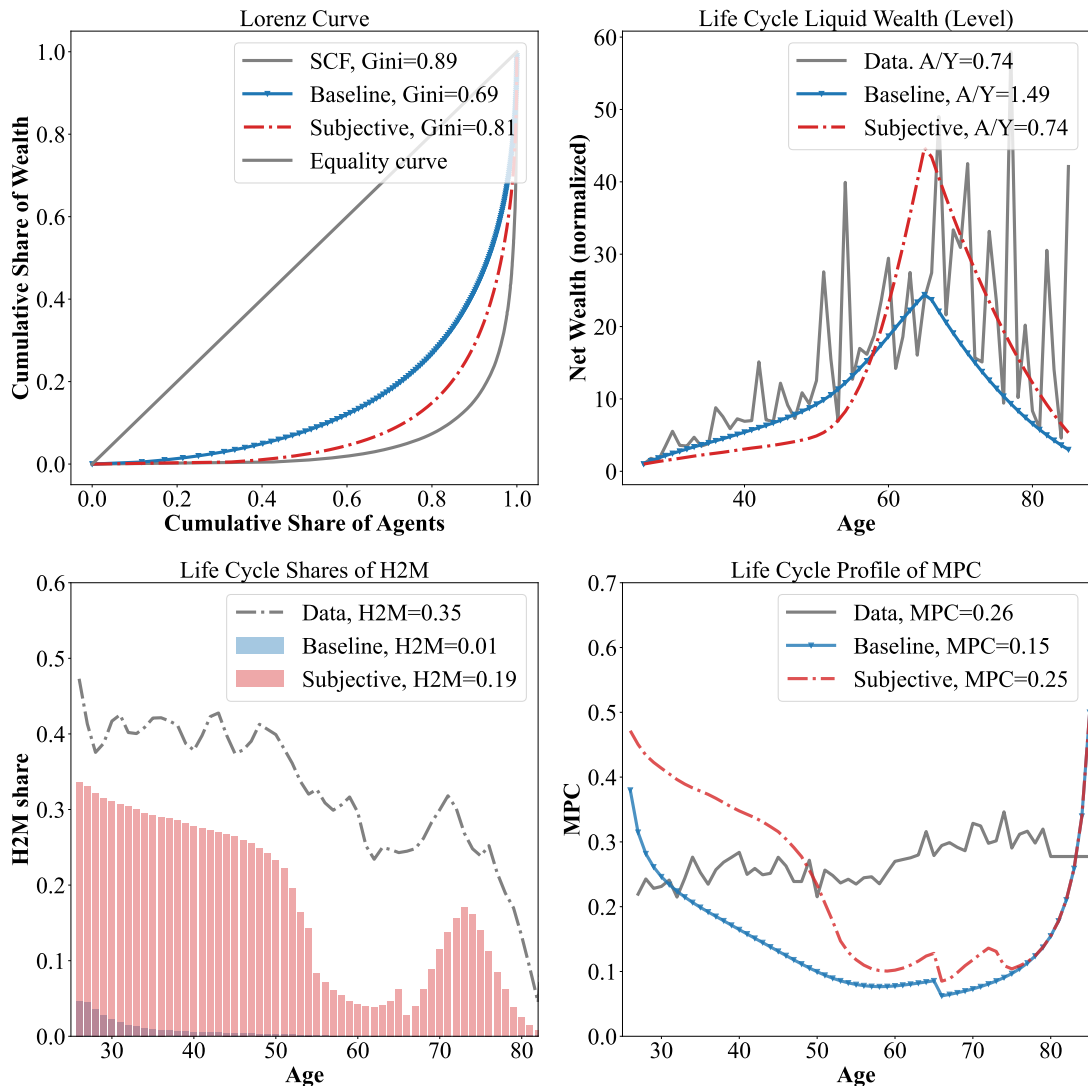 Lorenz Curve
1.0
0.8
0.6
0.4
0.2
0.0
Cumulative Share of Wealth
SCF, Gini=0.89
Baseline, Gini=0.69
Subjective, Gini=0.81
Equality curve
0.0 0.2 0.4 0.6 0.8 1.0
Cumulative Share of Agents
Life Cycle Liquid Wealth (Level)
60
50
40
30
20
10
0
Net Wealth (normalized)
Data. A/Y=0.74
Baseline, A/Y=1.49
Subjective, A/Y=0.74
40 60 80
Age
Life Cycle Shares of H2M
0.6
0.5
0.4
0.3
0.2
0.1
0.0
H2M share
Data, H2M=0.35
Baseline, H2M=0.01
Subjective, H2M=0.19
30 40 50 60 70 80
Age
Life Cycle Profile of MPC
0.7
0.6
0.5
0.4
0.3
0.2
0.1
0.0
MPC
Data, MPC=0.26
Baseline, MPC=0.15
Subjective, MPC=0.25
30 40 50 60 70 80
Age